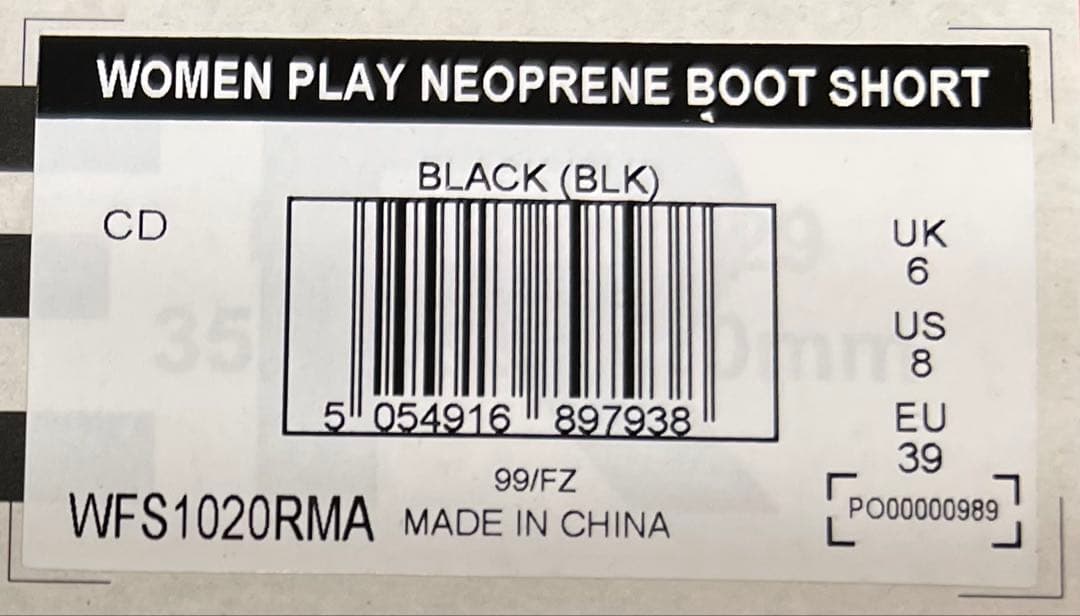 WOMEN PLAY NEOPRENE BOOT SHORT
BLACK (BLK)
CD
UK
6
US
8
EU
39
5 054916 897938
99/FZ
WFS1020RMA MADE IN CHINA
PO00000989